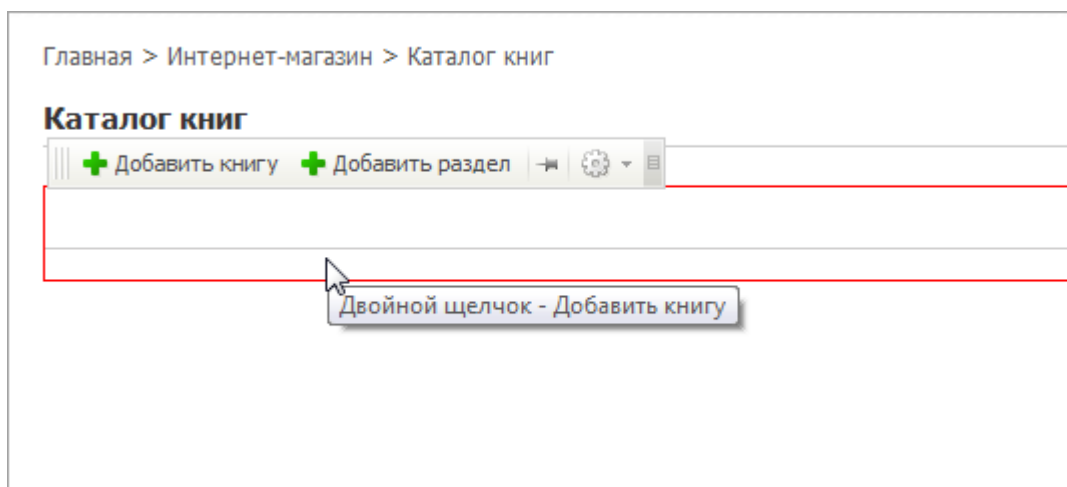 Главная > Интернет-магазин > Каталог книг
Каталог книг
Добавить книгу Добавить раздел
Двойной щелчок - Добавить книгу